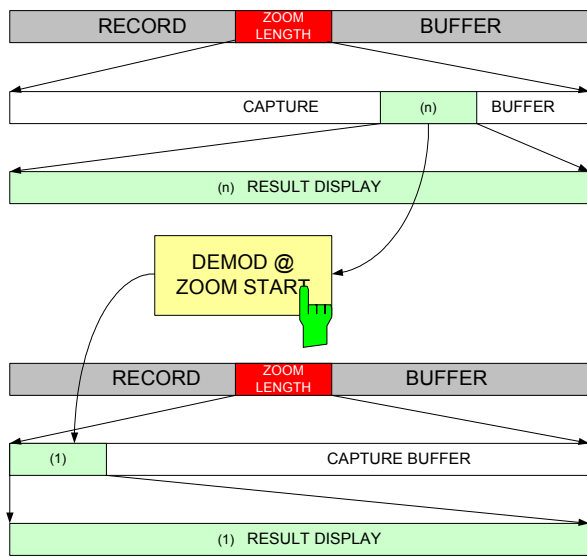 RECORD ZOOM LENGTH BUFFER
CAPTURE (n) BUFFER
(n) RESULT DISPLAY
DEMOD @
ZOOM START
RECORD ZOOM LENGTH BUFFER
(1) CAPTURE BUFFER
(1) RESULT DISPLAY